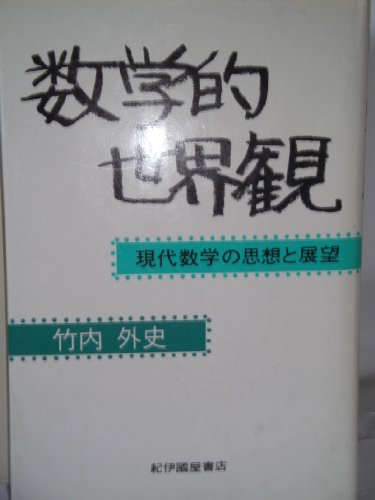 数学的
世界観
現代数学の思想と展望
竹内 外史
紀伊國屋書店